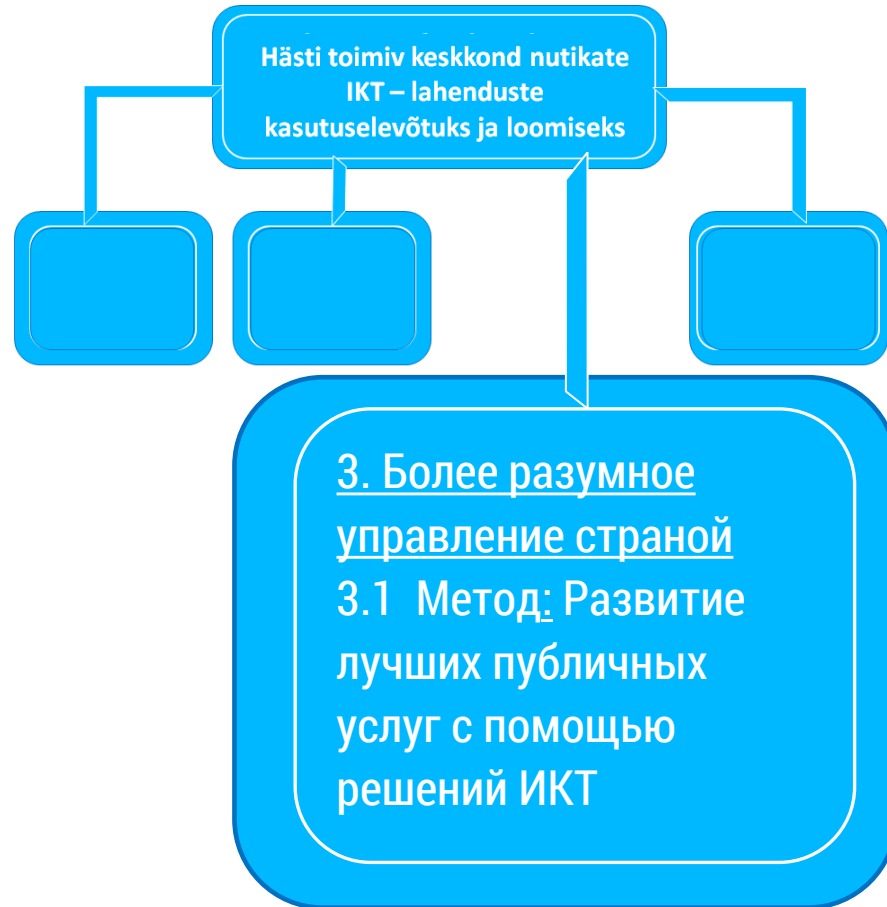 Hästi toimiv keskkond nutikate
IKT – lahenduste
kasutuselevõtuks ja loomiseks
3. Более разумное
управление страной
3.1 Метод: Развитие
лучших публичных
услуг с помощью
решений ИКТ